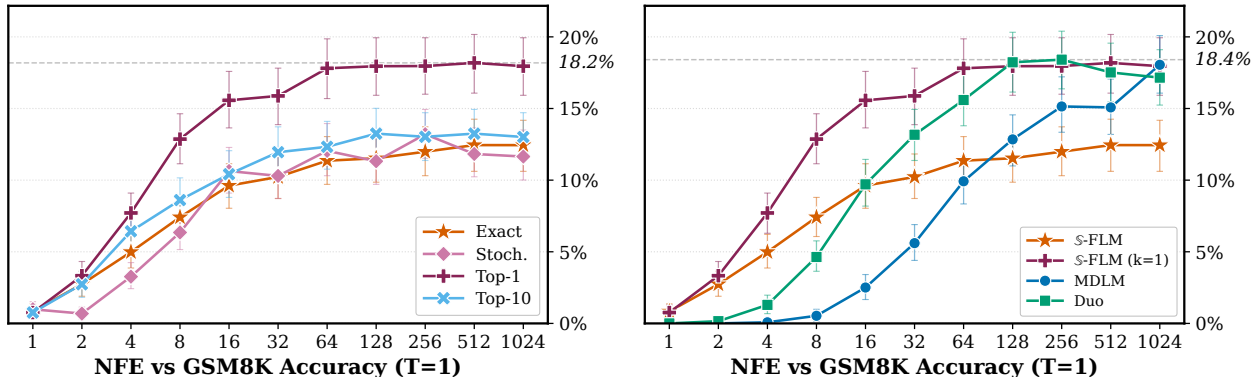 20%
18.2%
15%
10%
5%
0%
Exact
Stoch.
Top-1
Top-10
1 2 4 8 16 32 64 128 256 512 1024
NFE vs GSM8K Accuracy (T=1)
20%
18.4%
15%
10%
5%
0%
𝕊-FLM
𝕊-FLM (k=1)
MDLM
Duo
1 2 4 8 16 32 64 128 256 512 1024
NFE vs GSM8K Accuracy (T=1)